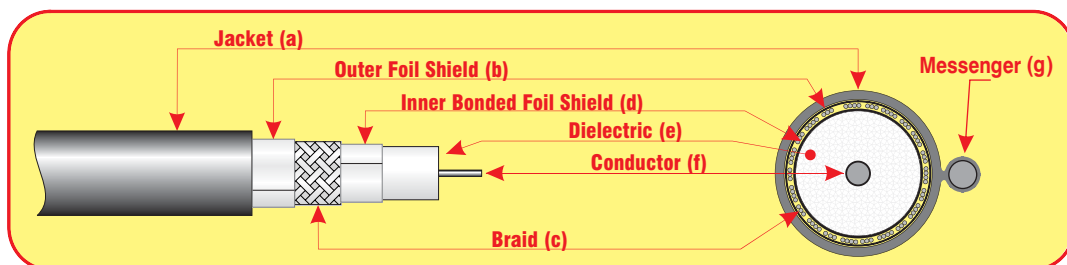 Jacket (a)
Outer Foil Shield (b)
Messenger (g)
Inner Bonded Foil Shield (d)
Dielectric (e)
Conductor (f)
Braid (c)